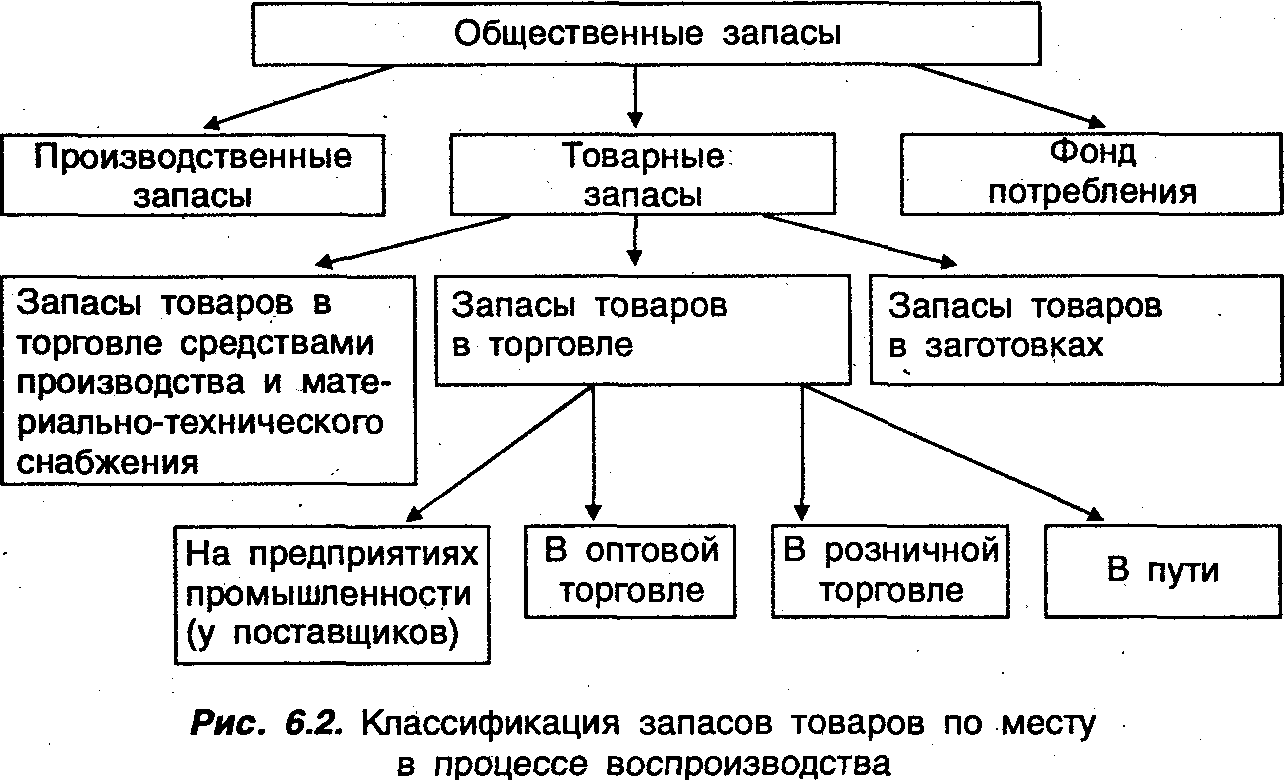 Общественные запасы
Производственные
запасы
Товарные
запасы
Фонд
потребления
Запасы товаров в
торговле средствами
производства и мате-
риально-технического
снабжения
Запасы товаров
в торговле
Запасы товаров
в заготовках
На предприятиях
промышленности
(у поставщиков)
В оптовой
торговле
В розничной
торговле
В пути
Рис. 6.2. Классификация запасов товаров по месту
в процессе воспроизводства